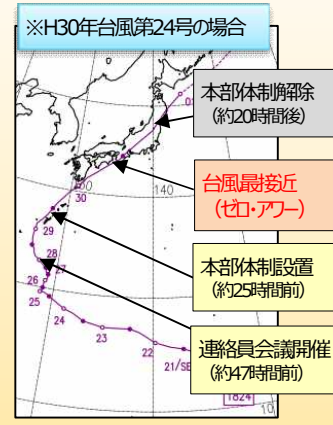 ※H30年台風第24号の場合
本部体制解除
(約20時間後)
台風最接近
(ゼロ・アワー)
本部体制設置
(約25時間前)
連絡員会議開催
(約47時間前)
140
30
29
28
27
26
25
24
23
22
21/SE
1824
10